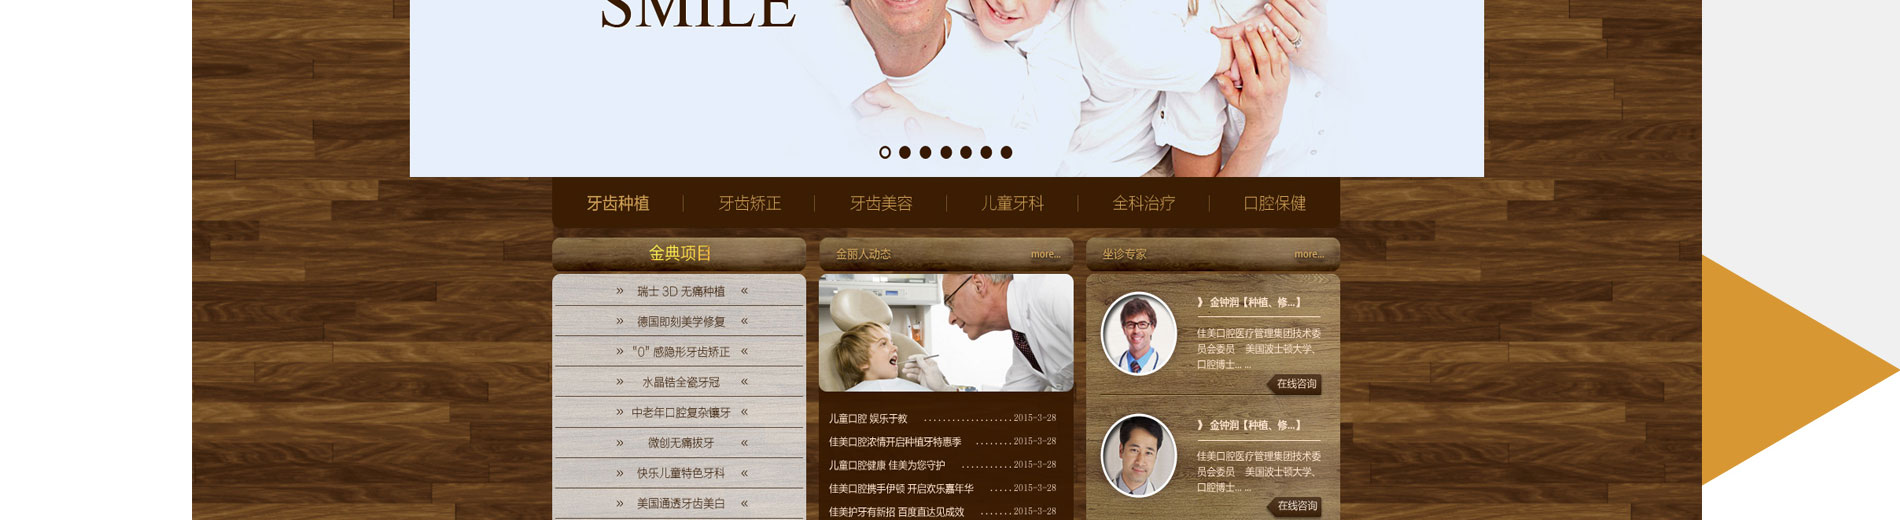 SMILE
牙齿种植 牙齿矫正 牙齿美容 儿童牙科 全科治疗 口腔保健
金典项目
» 瑞士 3D 无痛种植 «
» 德国即刻美学修复 «
» "0" 感隐形牙齿矫正 «
» 水晶锆全瓷牙冠 «
» 中老年口腔复杂镶牙 «
» 微创无痛拔牙 «
» 快乐儿童特色牙科 «
» 美国通透牙齿美白 «
金丽人动态 more...
儿童口腔 娱乐于教 ....................2015-3-28
佳美口腔浓情开启种植牙特惠季 ........2015-3-28
儿童口腔健康 佳美为您守护 ...........2015-3-28
佳美口腔携手伊顿 开启欢乐嘉年华 .....2015-3-28
佳美护牙有新招 百度直达见成效 .......2015-3-28
坐诊专家 more...
》 金钟润【种植、修...】
佳美口腔医疗管理集团技术委
员会委员 美国波士顿大学、
口腔博士... ...
在线咨询
》 金钟润【种植、修...】
佳美口腔医疗管理集团技术委
员会委员 美国波士顿大学、
口腔博士... ...
在线咨询